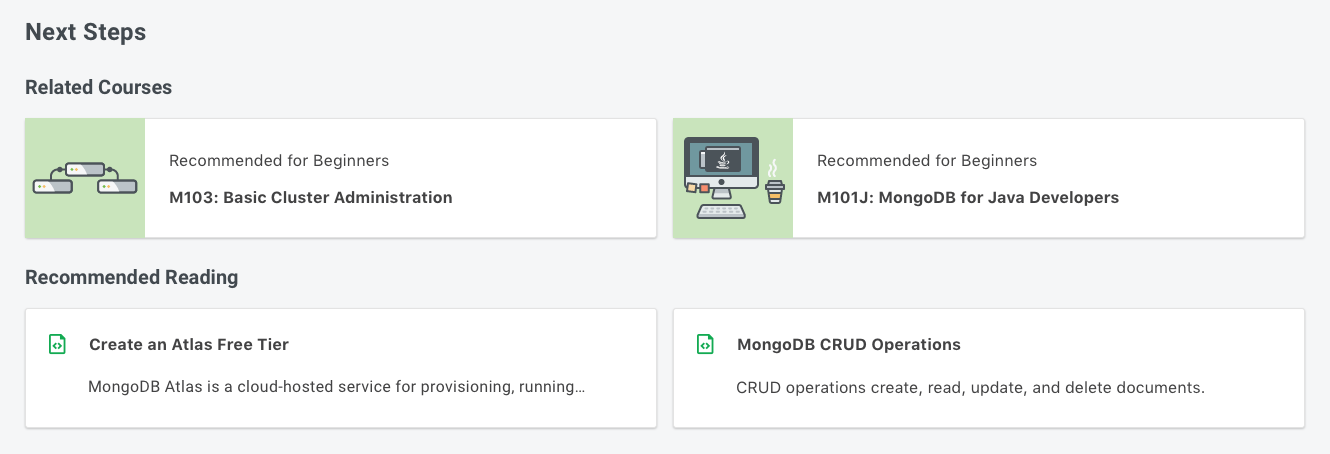 Next Steps
Related Courses
Recommended for Beginners
M103: Basic Cluster Administration
Recommended for Beginners
M101J: MongoDB for Java Developers
Recommended Reading
Create an Atlas Free Tier
MongoDB Atlas is a cloud-hosted service for provisioning, running...
MongoDB CRUD Operations
CRUD operations create, read, update, and delete documents.